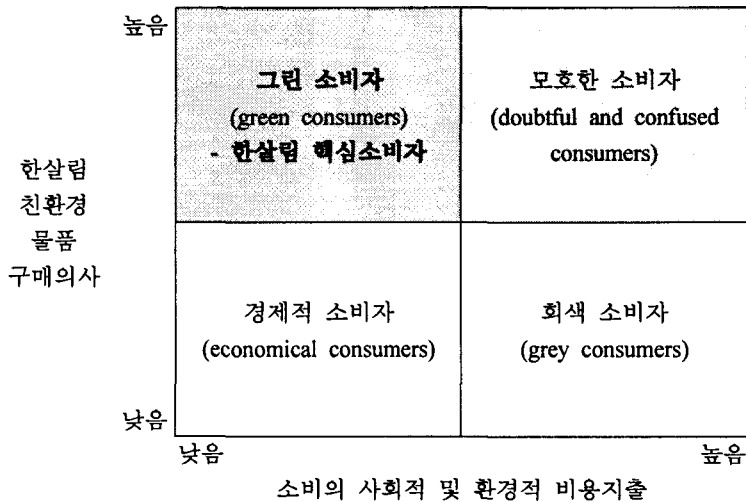 높음
그린 소비자
(green consumers)
- 한살림 핵심소비자
모호한 소비자
(doubtful and confused
consumers)
한살림
친환경
물품
구매의사
경제적 소비자
(economical consumers)
회색 소비자
(grey consumers)
낮음
낮음
높음
소비의 사회적 및 환경적 비용지출